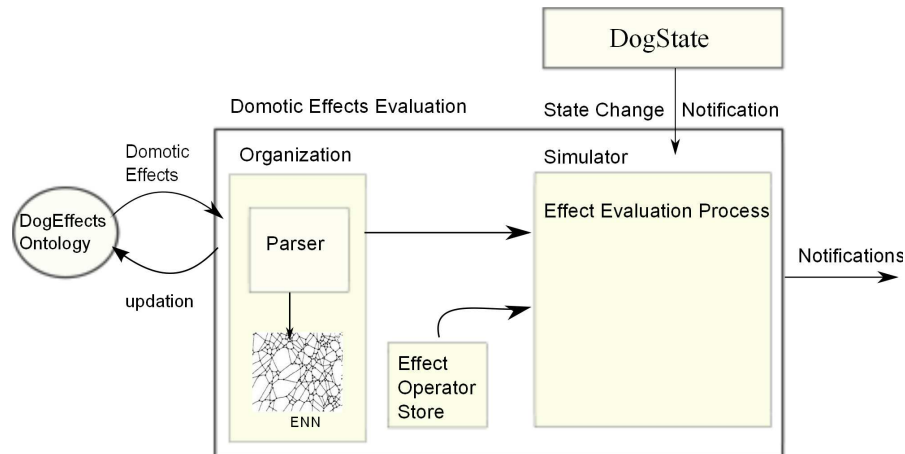 DogState
Domotic Effects Evaluation
State Change Notification
Domotic
Effects
Organization
Simulator
DogEffects
Ontology
Parser
Effect Evaluation Process
Notifications
updation
Effect
Operator
Store
ENN